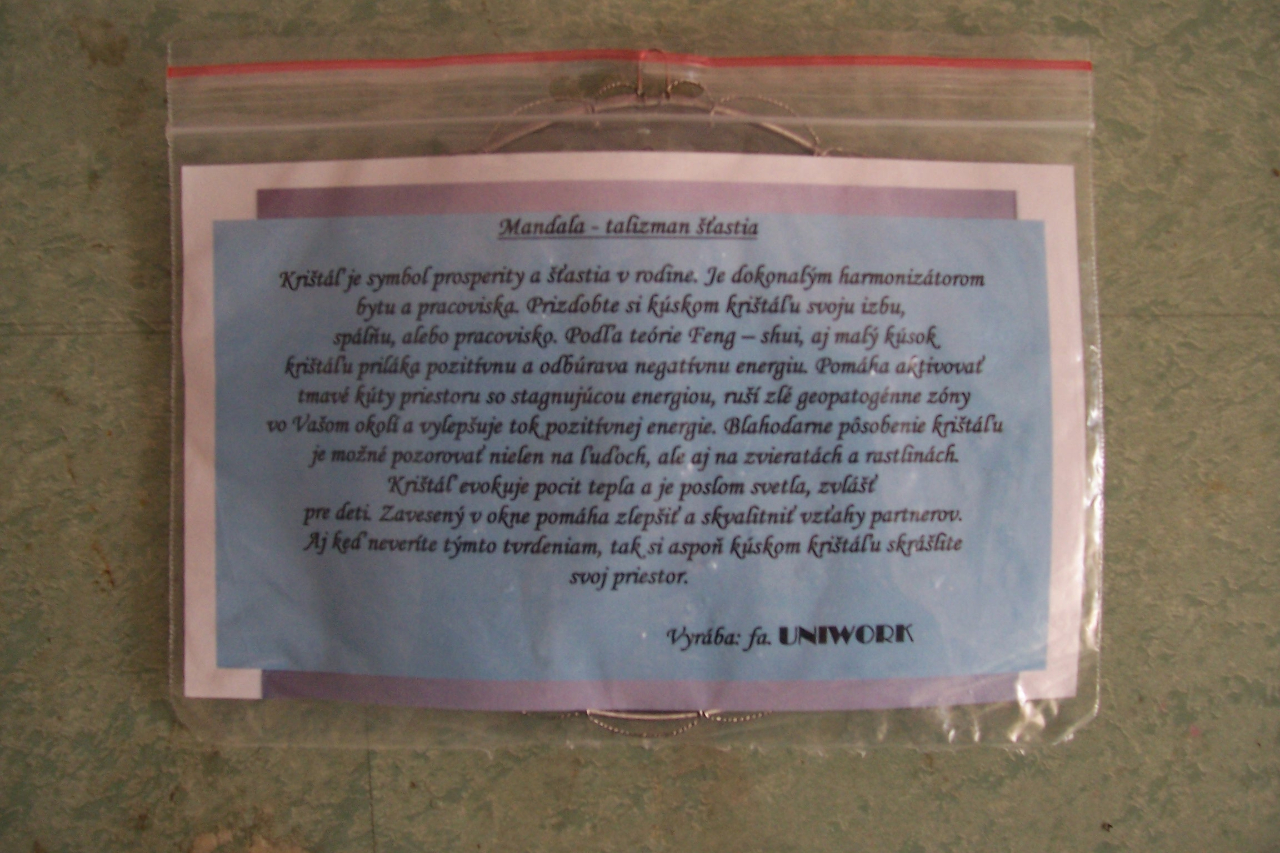 Mandala - talizman šťastia
Krištáľ je symbol prosperity a šťastia v rodine. Je dokonalým harmonizátorom
bytu a pracoviska. Prizdobte si kúskom krištáľu svoju izbu,
spálňu, alebo pracovisko. Podľa teórie Feng – shui, aj malý kúsok
krištáľu priláka pozitívnu a odbúrava negatívnu energiu. Pomáha aktivovať
tmavé kúty priestoru so stagnujúcou energiou, ruší zlé geopatogénne zóny
vo Vašom okolí a vylepšuje tok pozitívnej energie. Blahodarne pôsobenie krištáľu
je možné pozorovať nielen na ľuďoch, ale aj na zvieratách a rastlinách.
Krištáľ evokuje pocit tepla a je poslom svetla, zvlášť
pre deti. Zavesený v okne pomáha zlepšiť a skvalitniť vzťahy partnerov.
Aj keď neveríte týmto tvrdeniam, tak si aspoň kúskom krištáľu skrášlite
svoj priestor.
Vyrába: fa. UNIWORK